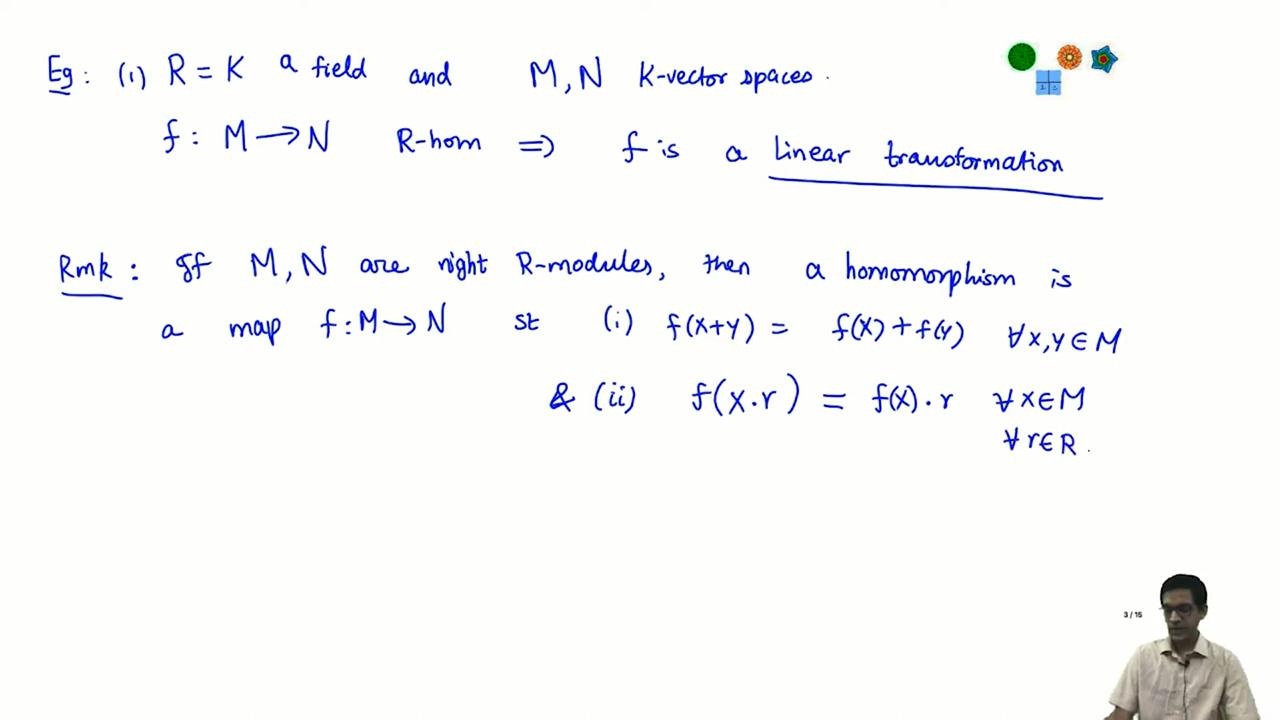 Eg: (1) R = K a field and M, N K-vector spaces.
f: M → N R-hom ⇒ f is a linear transformation
Rmk: If M, N are right R-modules, then a homomorphism is
a map f: M → N st (i) f(x+y) = f(x) + f(y) ∀x,y ∈ M
& (ii) f(x·r) = f(x)·r ∀x∈M
∀r∈R.
3 / 15